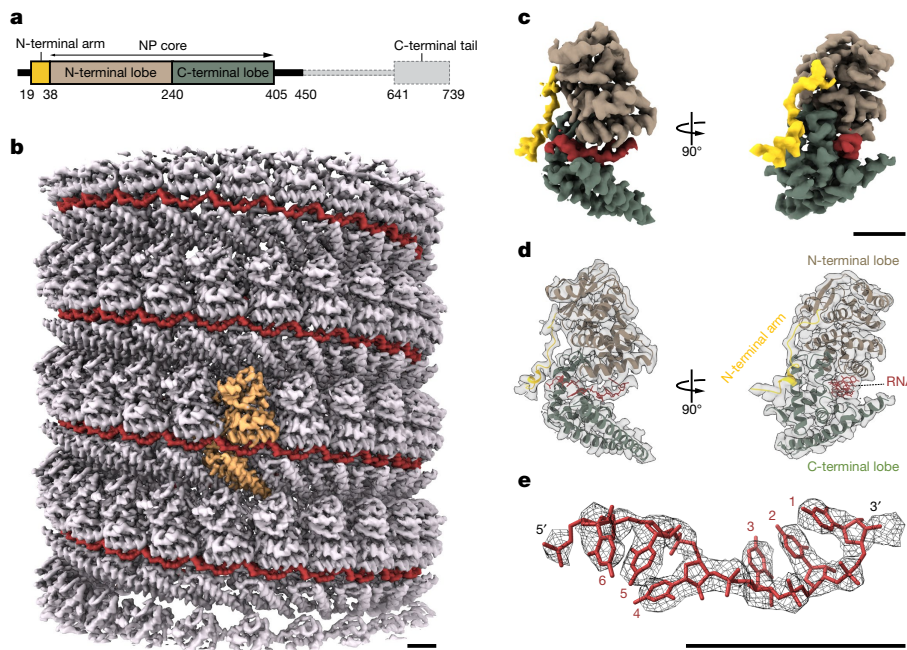 a
N-terminal arm
NP core
C-terminal tail
N-terminal lobe
C-terminal lobe
19 38 240 405 450 641 739
b
c
90°
d
N-terminal lobe
N-terminal arm
RNA
90°
C-terminal lobe
e
5′
6
5
4
3
2
1
3′